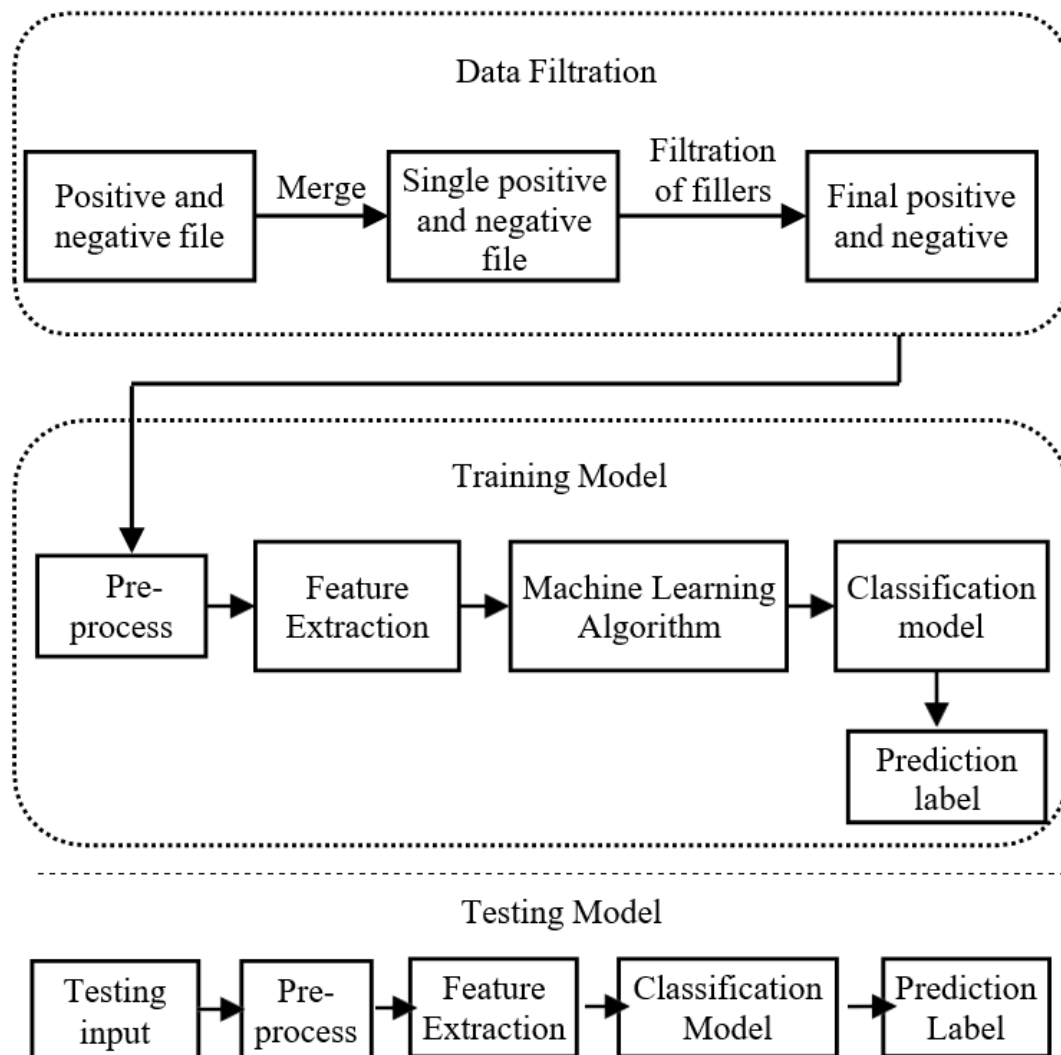 Data Filtration
Positive and
negative file
Merge
Single positive
and negative
file
Filtration
of fillers
Final positive
and negative
Training Model
Pre-
process
Feature
Extraction
Machine Learning
Algorithm
Classification
model
Prediction
label
Testing Model
Testing
input
Pre-
process
Feature
Extraction
Classification
Model
Prediction
Label